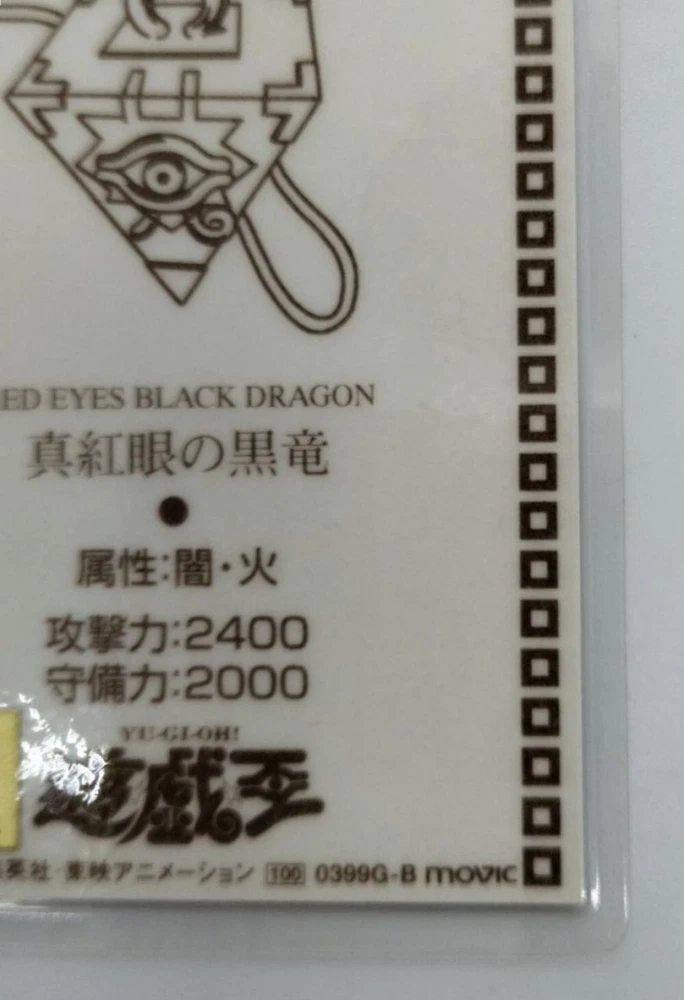 ED EYES BLACK DRAGON
真紅眼の黒竜
●
属性:闇・火
攻撃力:2400
守備力:2000
YU-GI-OH!
遊戯王
英社・東映アニメーション 100 0399G-B movic